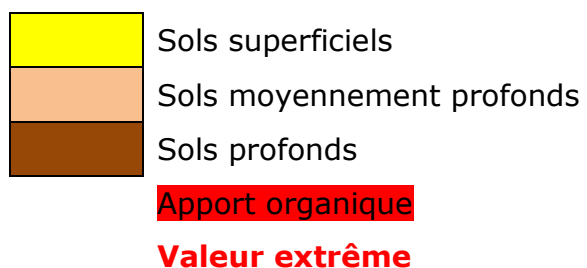 Sols superficiels
Sols moyennement profonds
Sols profonds
Apport organique
Valeur extrême